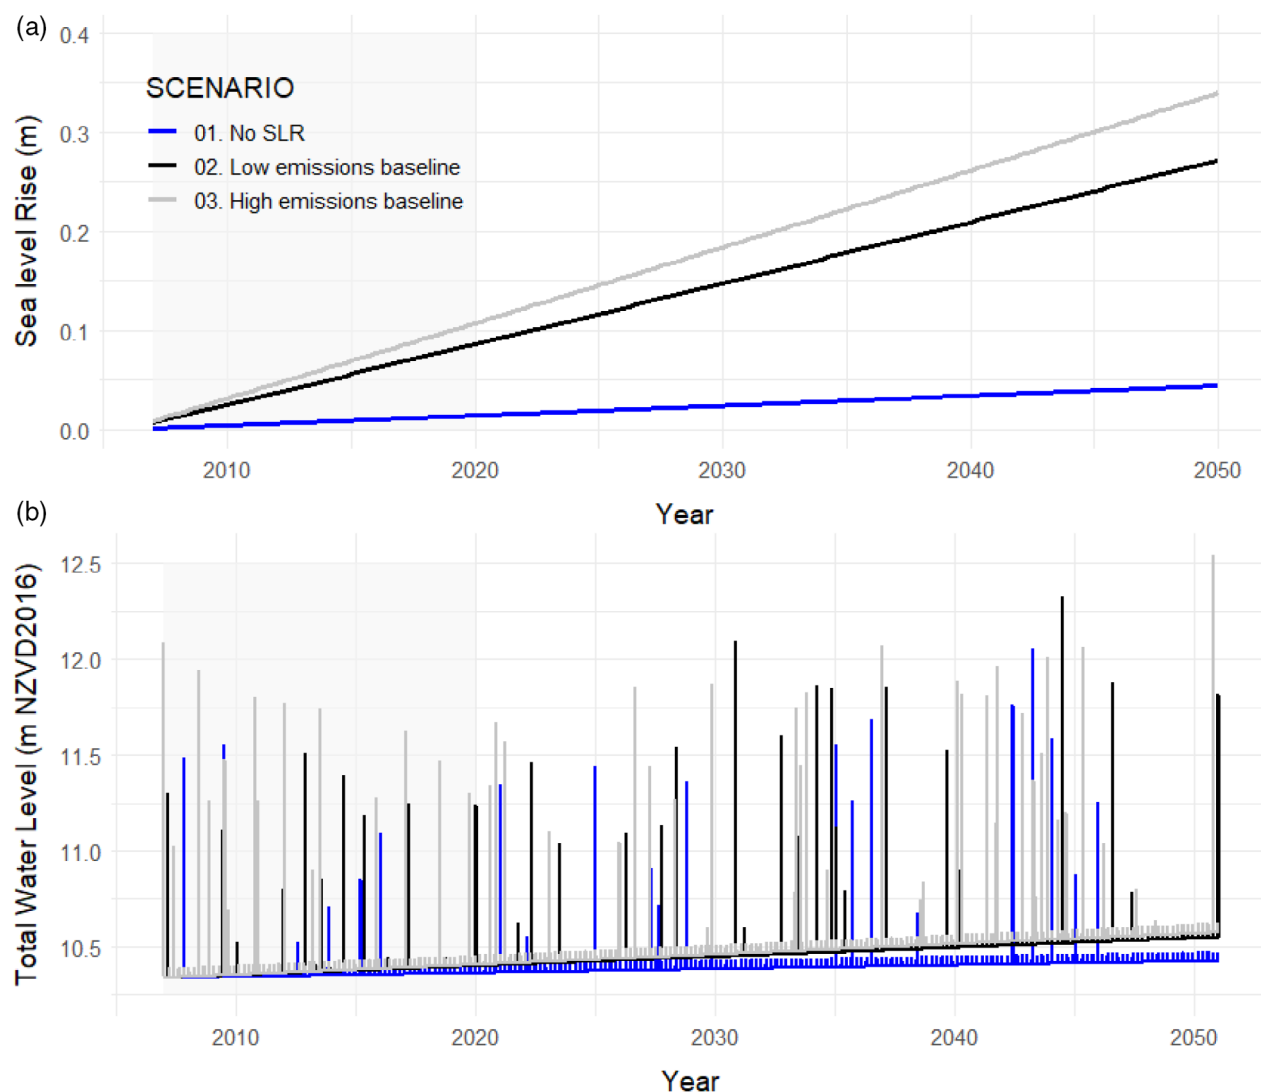 (a)
0.4
0.3
0.2
0.1
0.0
Sea level Rise (m)
SCENARIO
01. No SLR
02. Low emissions baseline
03. High emissions baseline
2010 2020 2030 2040 2050
Year
(b)
12.5
12.0
11.5
11.0
10.5
Total Water Level (m NZVD2016)
2010 2020 2030 2040 2050
Year